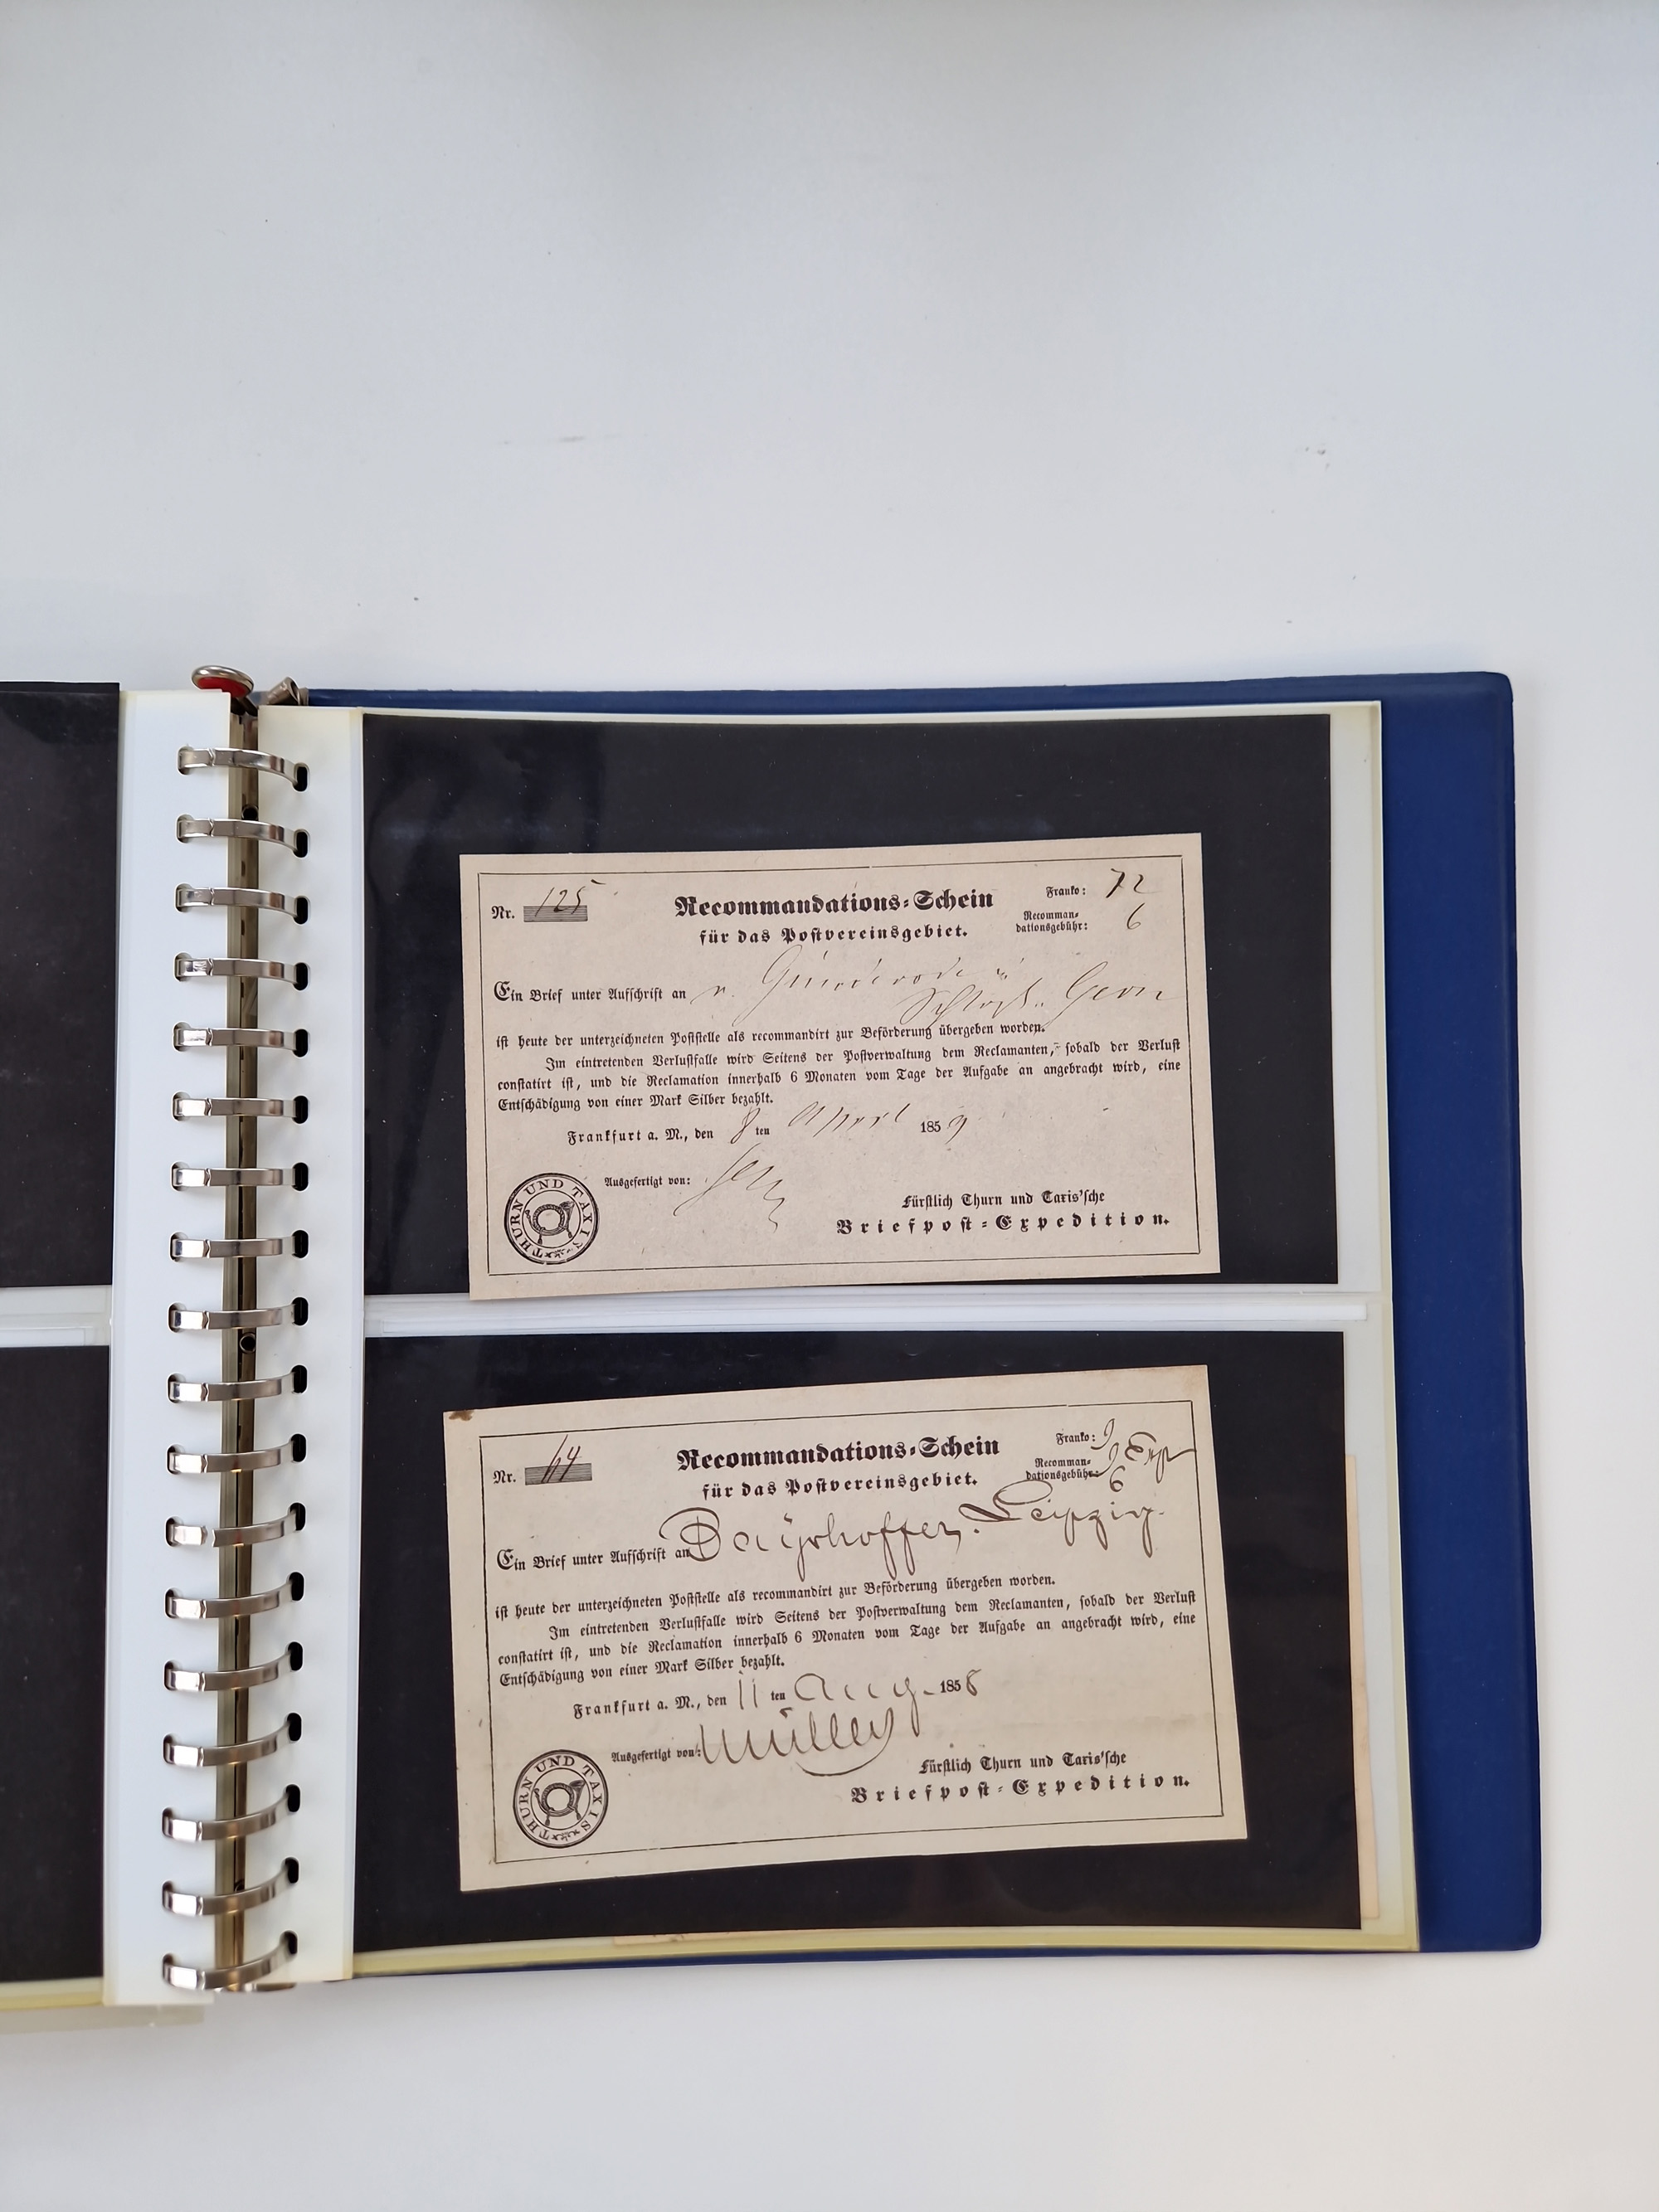 Nr. 125
Recommandations-Schein
für das Postvereinsgebiet.
Franko: 72
Recomman-
dationsgebühr: 6
Ein Brief unter Aufschrift an v.
ist heute der unterzeichneten Poststelle als recommandirt zur Beförderung übergeben worden.
Im eintretenden Verlustfalle wird Seitens der Postverwaltung dem Reclamanten, sobald der Verlust
constatirt ist, und die Reclamation innerhalb 6 Monaten vom Tage der Aufgabe an angebracht wird, eine
Entschädigung von einer Mark Silber bezahlt.
Frankfurt a. M., den 8 ten April 1859
Ausgefertigt von:
THURN UND TAXIS
Fürstlich Thurn und Taxis'sche
Briefpost-Expedition.
Nr. 64
Recommandations-Schein
für das Postvereinsgebiet.
Franko: 9
Recomman-
dationsgebühr: 6
Ein Brief unter Aufschrift an Bayrhoffer, Leipzig.
ist heute der unterzeichneten Poststelle als recommandirt zur Beförderung übergeben worden.
Im eintretenden Verlustfalle wird Seitens der Postverwaltung dem Reclamanten, sobald der Verlust
constatirt ist, und die Reclamation innerhalb 6 Monaten vom Tage der Aufgabe an angebracht wird, eine
Entschädigung von einer Mark Silber bezahlt.
Frankfurt a. M., den 11 ten Aug. 1858
Ausgefertigt von: Müller
THURN UND TAXIS
Fürstlich Thurn und Taxis'sche
Briefpost-Expedition.